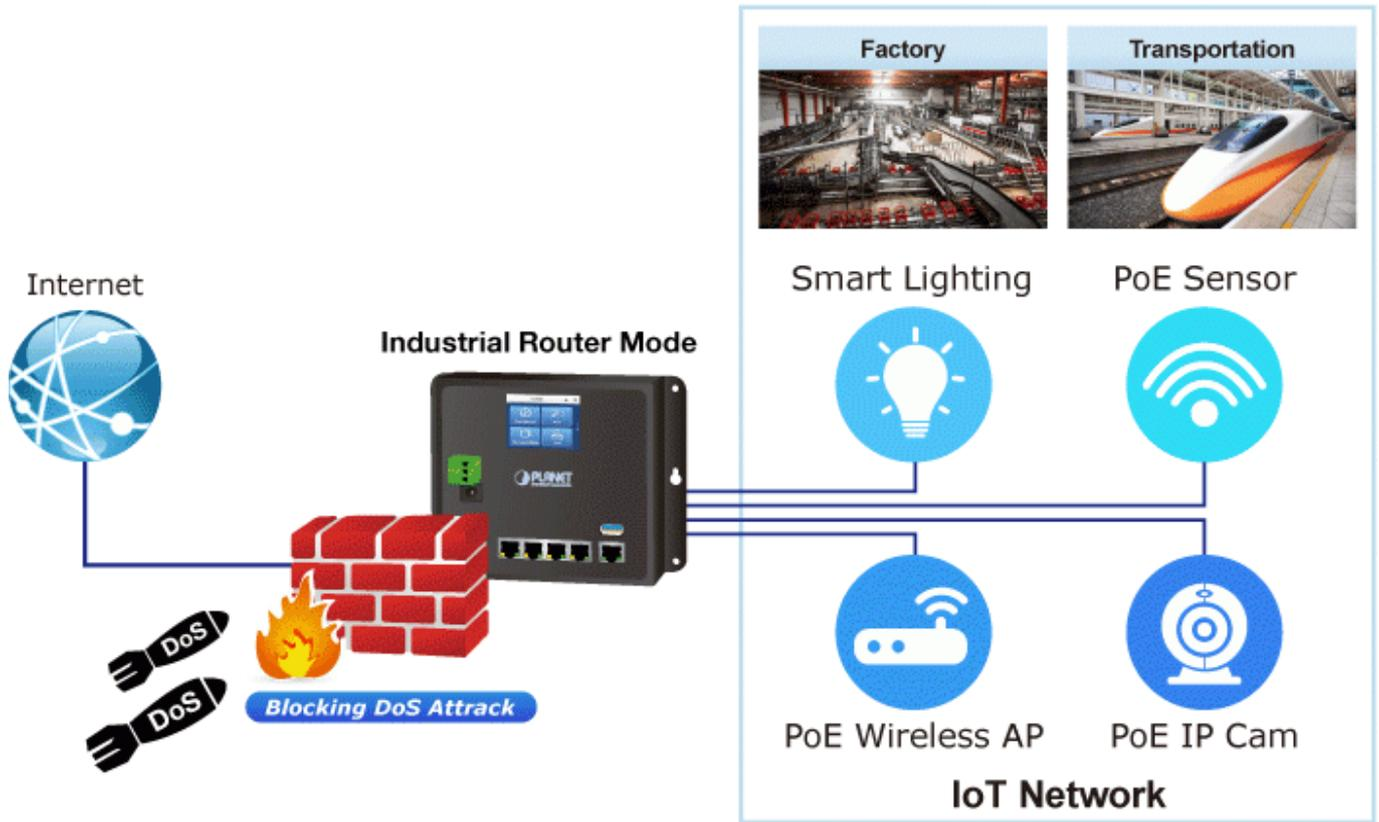 Factory
Transportation
Smart Lighting
PoE Sensor
Internet
Industrial Router Mode
PLANET
DoS
DoS
Blocking DoS Attrack
PoE Wireless AP
PoE IP Cam
IoT Network